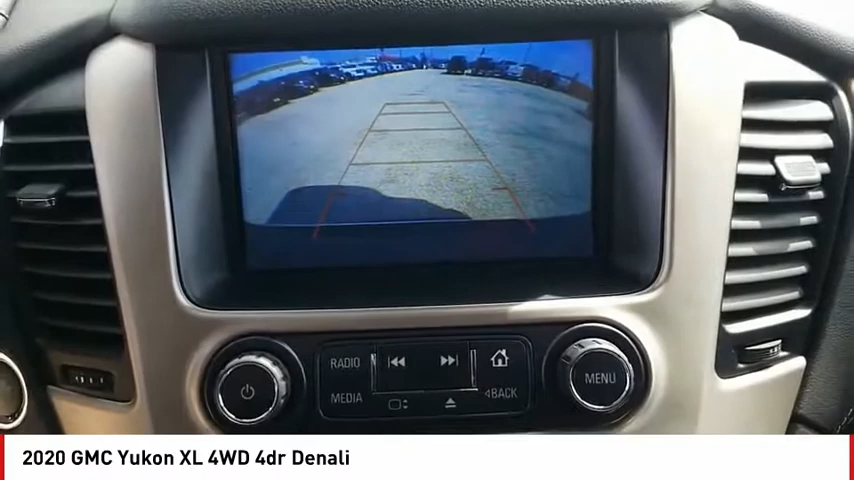 RADIO
MEDIA
BACK
MENU
2020 GMC Yukon XL 4WD 4dr Denali